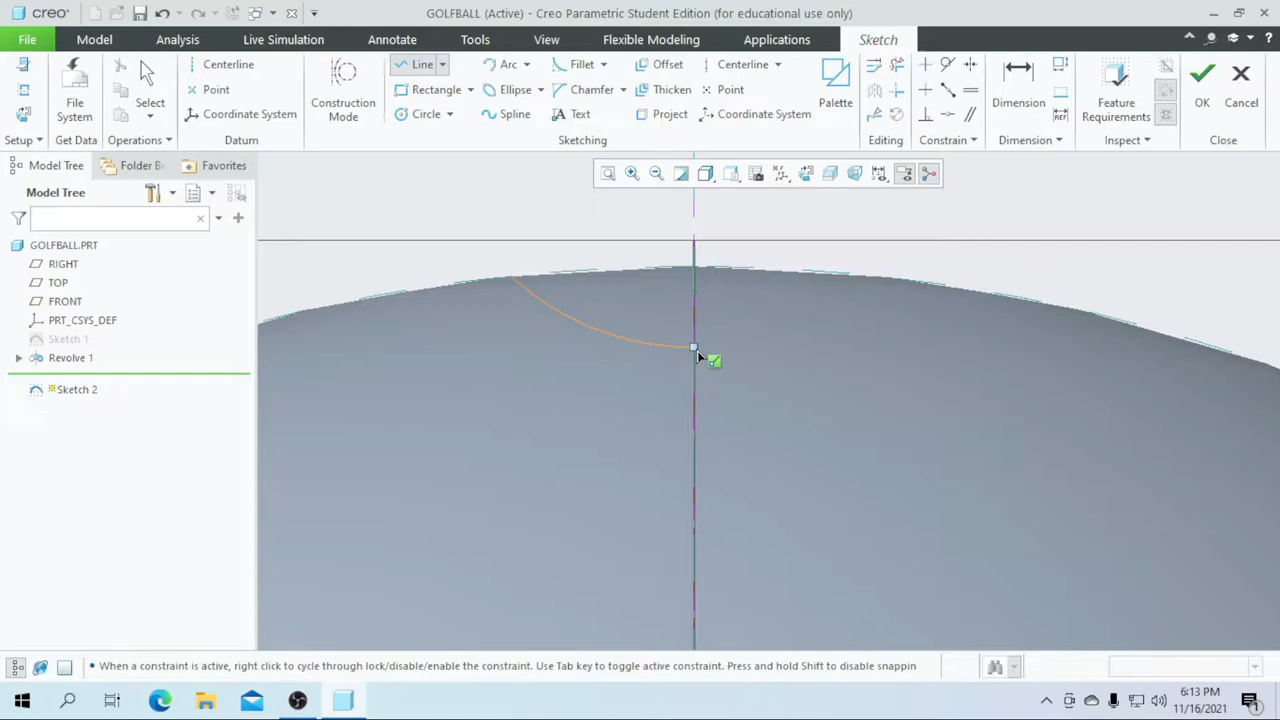 creo° GOLFBALL (Active) - Creo Parametric Student Edition (for educational use only)
File Model Analysis Live Simulation Annotate Tools View Flexible Modeling Applications Sketch
Centerline Line Arc Fillet Offset Centerline
Point Rectangle Ellipse Chamfer Thicken Point
Coordinate System Circle Spline Text Project Coordinate System
File System Select Construction Mode Palette Dimension Feature Requirements OK Cancel
Setup Get Data Operations Datum Sketching Editing Constrain Dimension Inspect Close
Model Tree Folder B Favorites
Model Tree
GOLFBALL.PRT
RIGHT
TOP
FRONT
PRT_CSYS_DEF
Sketch 1
Revolve 1
Sketch 2
• When a constraint is active, right click to cycle through lock/disable/enable the constraint. Use Tab key to toggle active constraint. Press and hold Shift to disable snappin
6:13 PM
11/16/2021
1